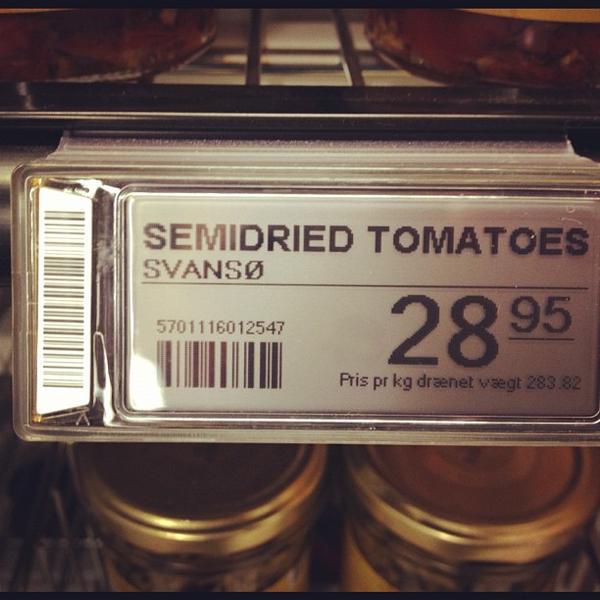 SEMIDRIED TOMATOES
SVANSØ
5701116012547
28 95
Pris pr kg drænet vægt 283.82